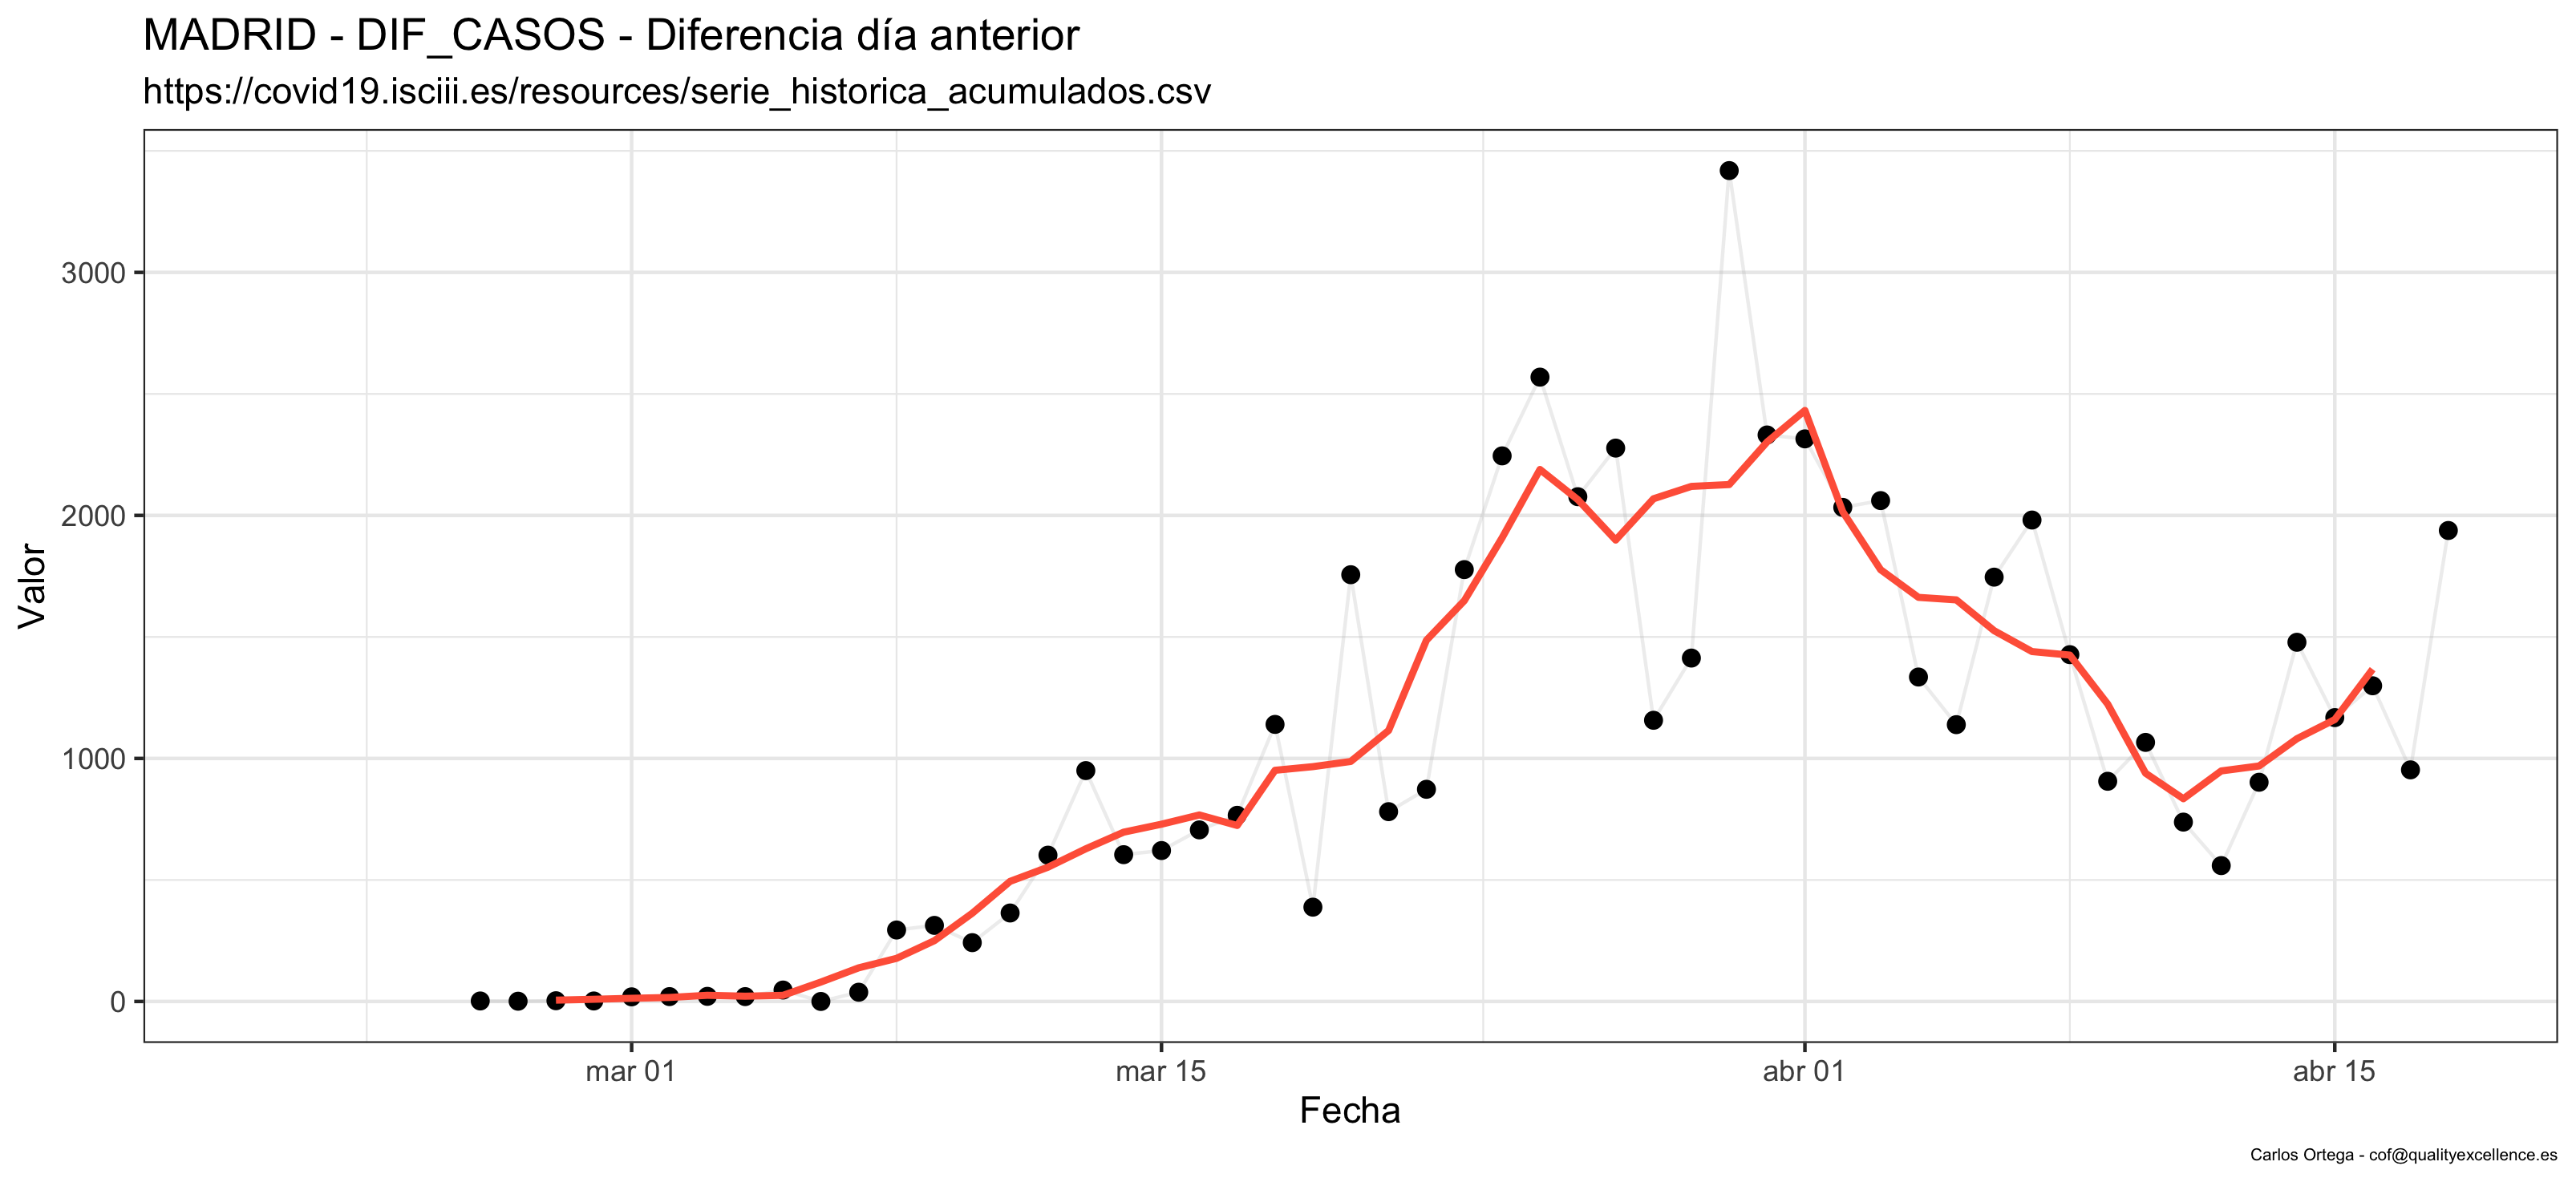 MADRID - DIF_CASOS - Diferencia día anterior
https://covid19.isciii.es/resources/serie_historica_acumulados.csv
Valor
3000
2000
1000
0
mar 01
mar 15
abr 01
abr 15
Fecha
Carlos Ortega - cof@qualityexcellence.es